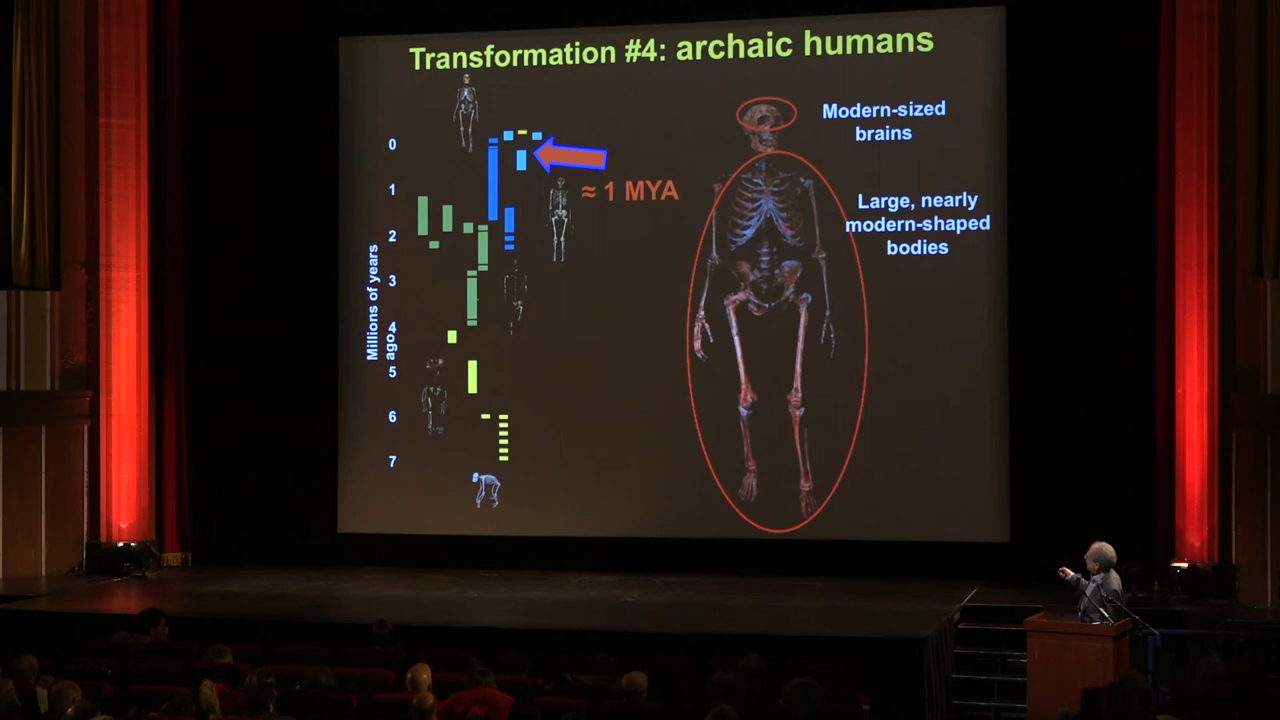 Transformation #4: archaic humans
Modern-sized
brains
Large, nearly
modern-shaped
bodies
≈ 1 MYA
Millions of years
ago
0
1
2
3
4
5
6
7